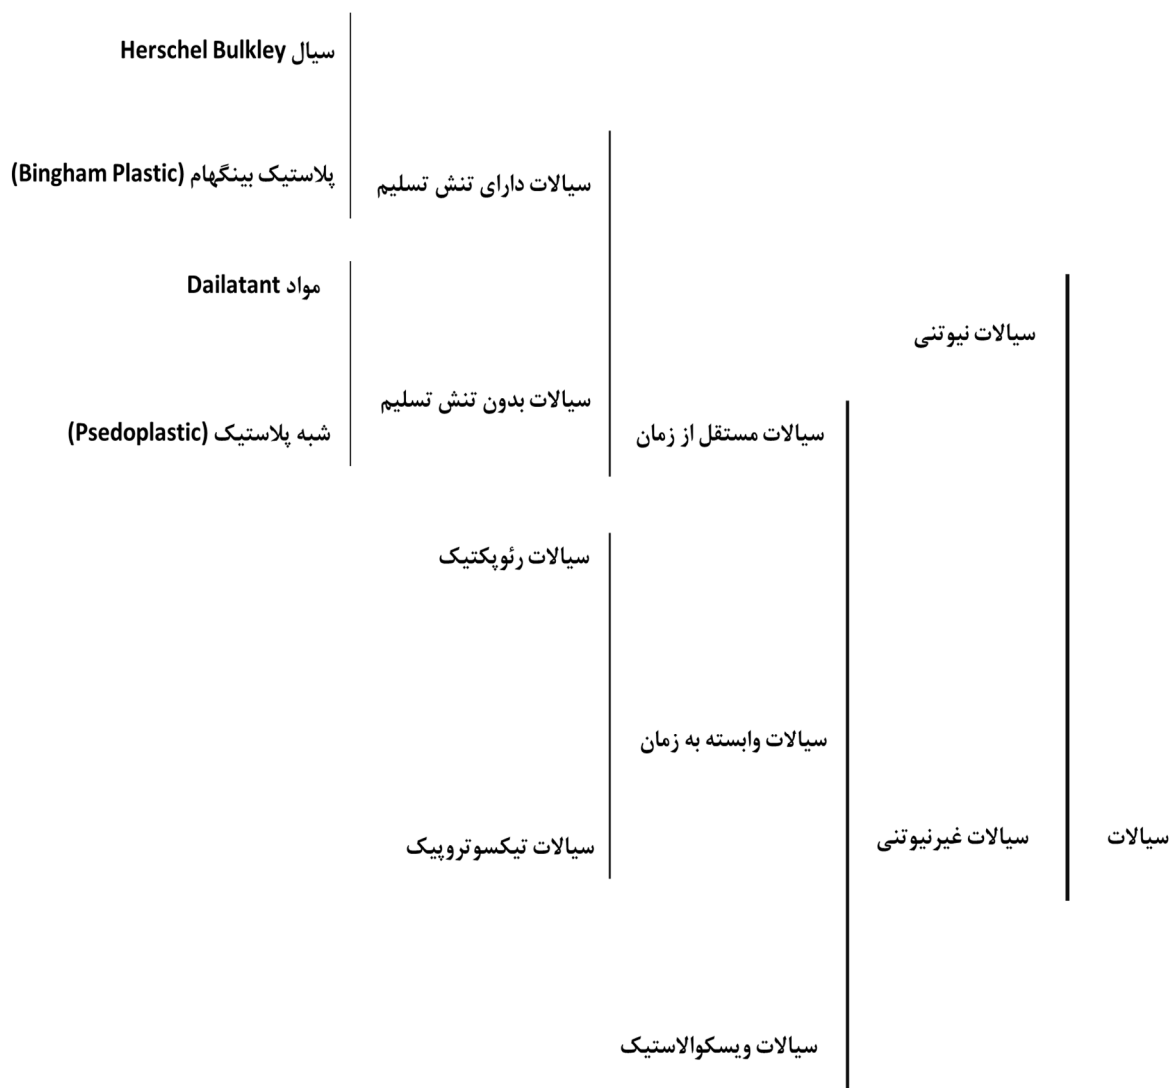 سیال Herschel Bulkley
پلاستیک بینگهام (Bingham Plastic)
سیالات دارای تنش تسلیم
مواد Dailatant
سیالات نیوتنی
سیالات بدون تنش تسلیم
شبه پلاستیک (Psedoplastic)
سیالات مستقل از زمان
سیالات رئوپکتیک
سیالات وابسته به زمان
سیالات
سیالات غیرنیوتنی
سیالات تیکسوتروپیک
سیالات ویسکوالاستیک